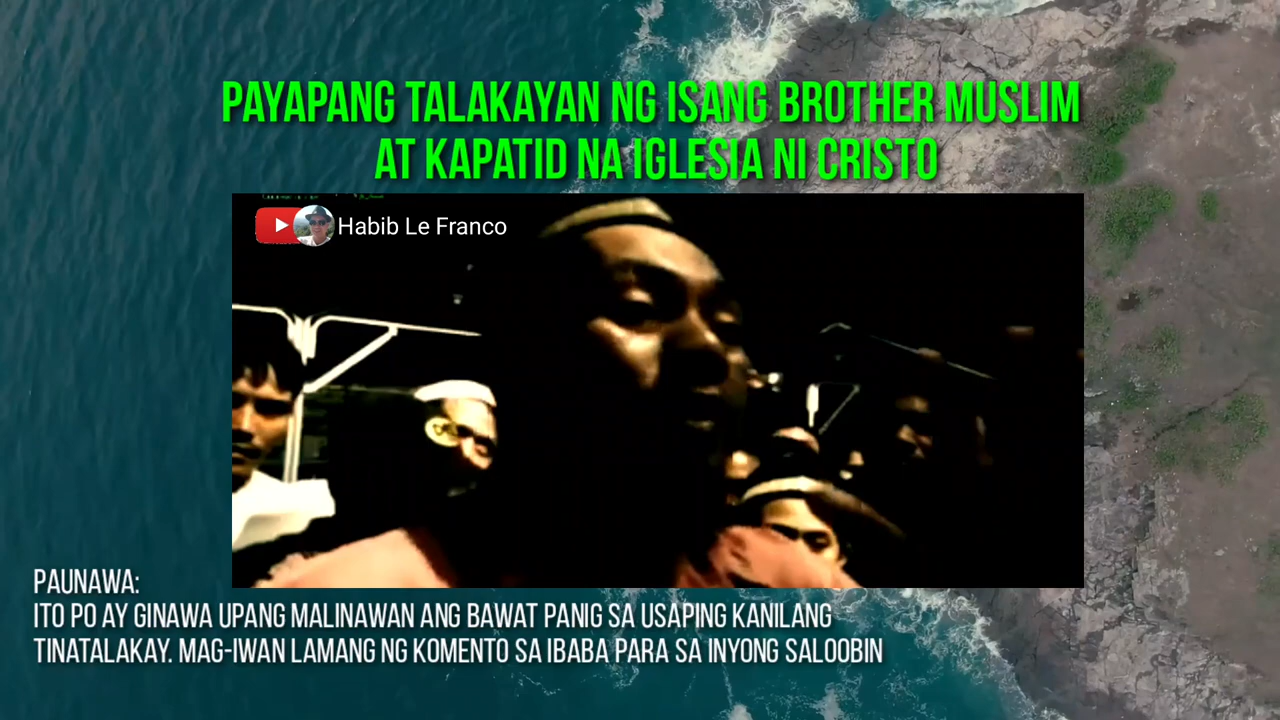 PAYAPANG TALAKAYAN NG ISANG BROTHER MUSLIM
AT KAPATID NA IGLESIA NI CRISTO
Habib Le Franco
PAUNAWA:
ITO PO AY GINAWA UPANG MALINAWAN ANG BAWAT PANIG SA USAPING KANILANG
TINATALAKAY. MAG-IWAN LAMANG NG KOMENTO SA IBABA PARA SA INYONG SALOOBIN